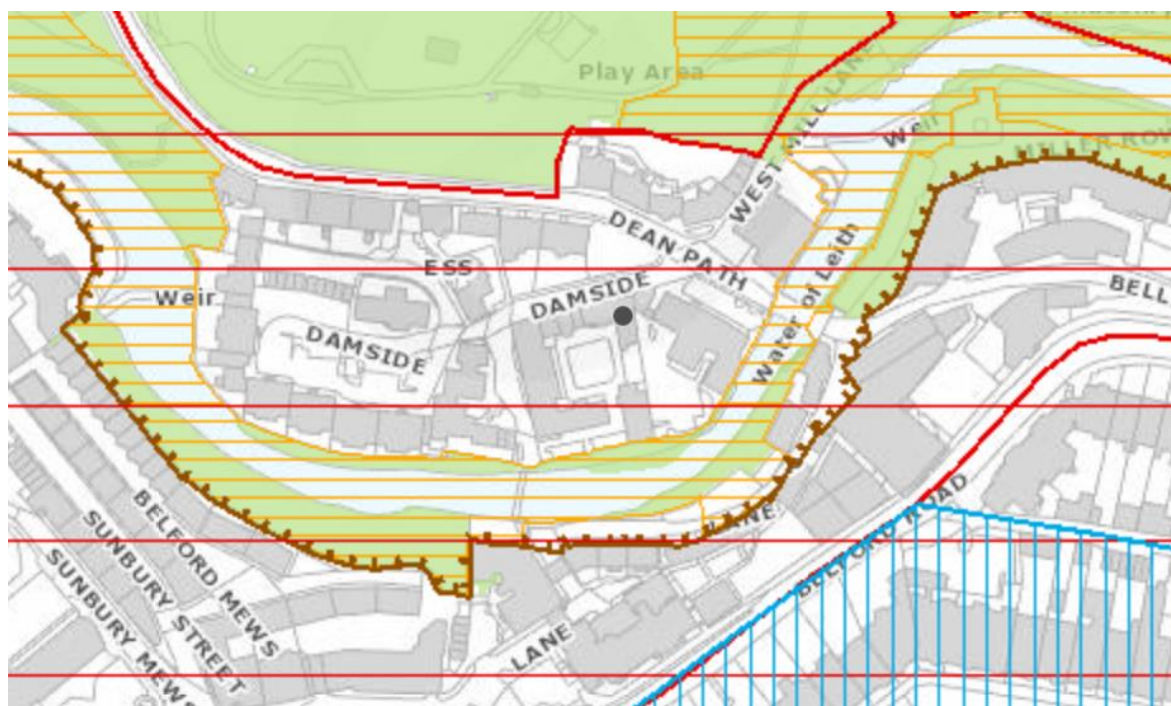 Play Area
WEST MILL LANE
Weir
MILLER ROW
DEAN PATH
ESS
DAMSIDE
Water of Leith
BELL
Weir
DAMSIDE
BELFORD ROAD
LANE
BELFORD MEWS
SUNBURY STREET
SUNBURY MEWS
LANE